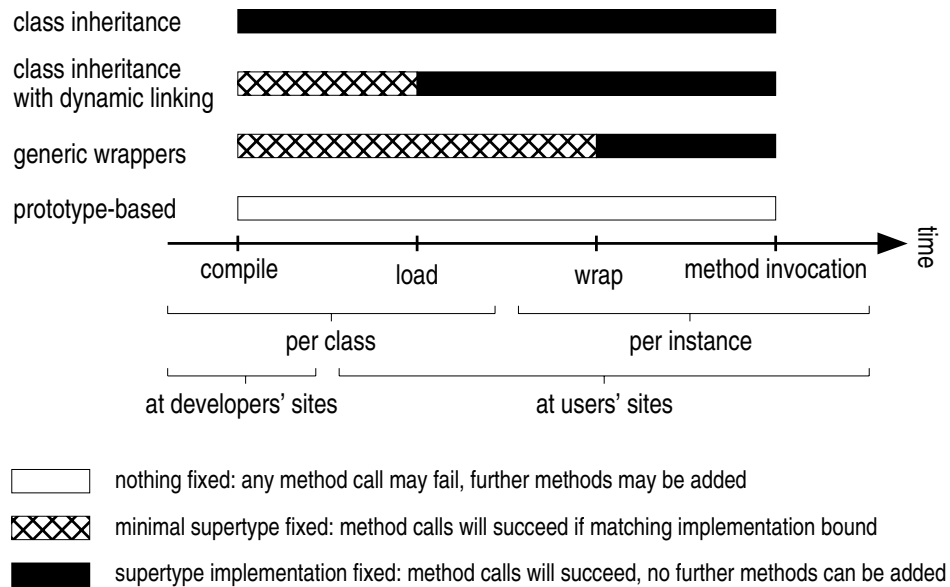 class inheritance
class inheritance
with dynamic linking
generic wrappers
prototype-based
time
compile
load
wrap
method invocation
per class
per instance
at developers' sites
at users' sites
nothing fixed: any method call may fail, further methods may be added
minimal supertype fixed: method calls will succeed if matching implementation bound
supertype implementation fixed: method calls will succeed, no further methods can be added